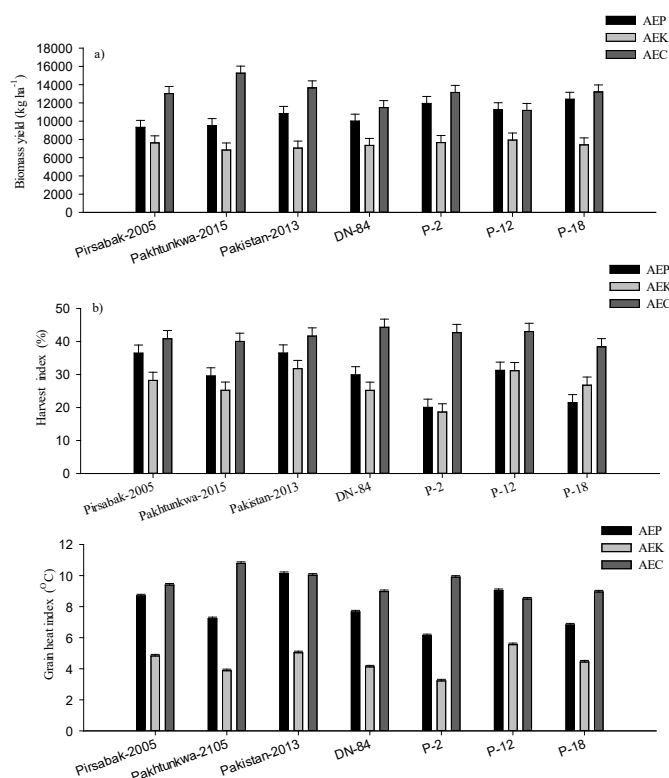 AEP
AEK
AEC
a)
Biomass yield (kg ha⁻¹)
18000
16000
14000
12000
10000
8000
6000
4000
2000
0
Pirsabak-2005
Pakhtunkwa-2015
Pakistan-2013
DN-84
P-2
P-12
P-18
AEP
AEK
AEC
b)
Harvest index (%)
50
40
30
20
10
0
Pirsabak-2005
Pakhtunkwa-2015
Pakistan-2013
DN-84
P-2
P-12
P-18
AEP
AEK
AEC
Grain heat index (ᴼC)
12
10
8
6
4
2
0
Pirsabak-2005
Pakhtunkwa-2105
Pakistan-2013
DN-84
P-2
P-12
P-18